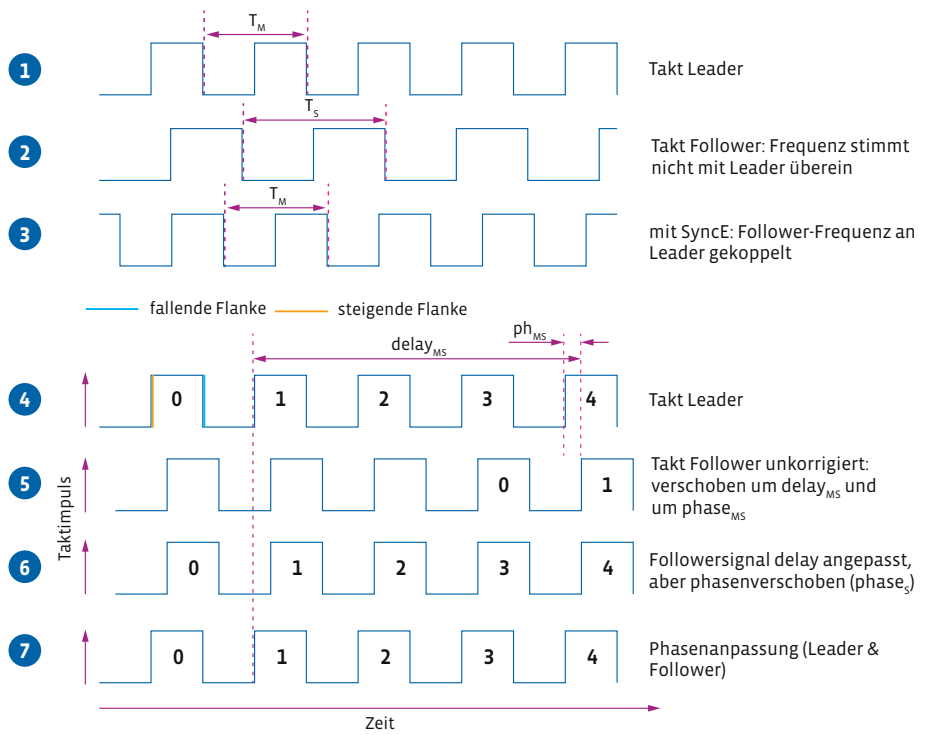 T_M
1
Takt Leader
T_S
2
Takt Follower: Frequenz stimmt
nicht mit Leader überein
T_M
3
mit SyncE: Follower-Frequenz an
Leader gekoppelt
fallende Flanke
steigende Flanke
delay_MS
ph_MS
4
0 1 2 3 4
Takt Leader
5
0 1
Takt Follower unkorrigiert:
verschoben um delay_MS und
um phase_MS
Taktimpuls
6
0 1 2 3 4
Followersignal delay angepasst,
aber phasenverschoben (phase_S)
7
0 1 2 3 4
Phasenanpassung (Leader &
Follower)
Zeit